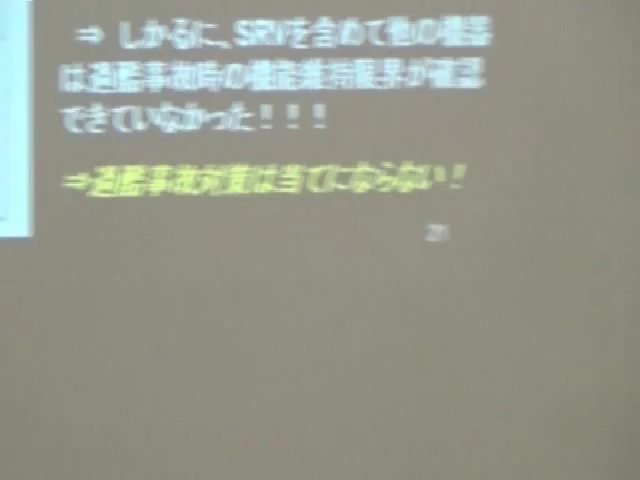 ⇒ しかるに、SRVを含めて他の機器
は過酷事故時の機能維持限界が確認
できていなかった！！！
⇒過酷事故対策は当てにならない！